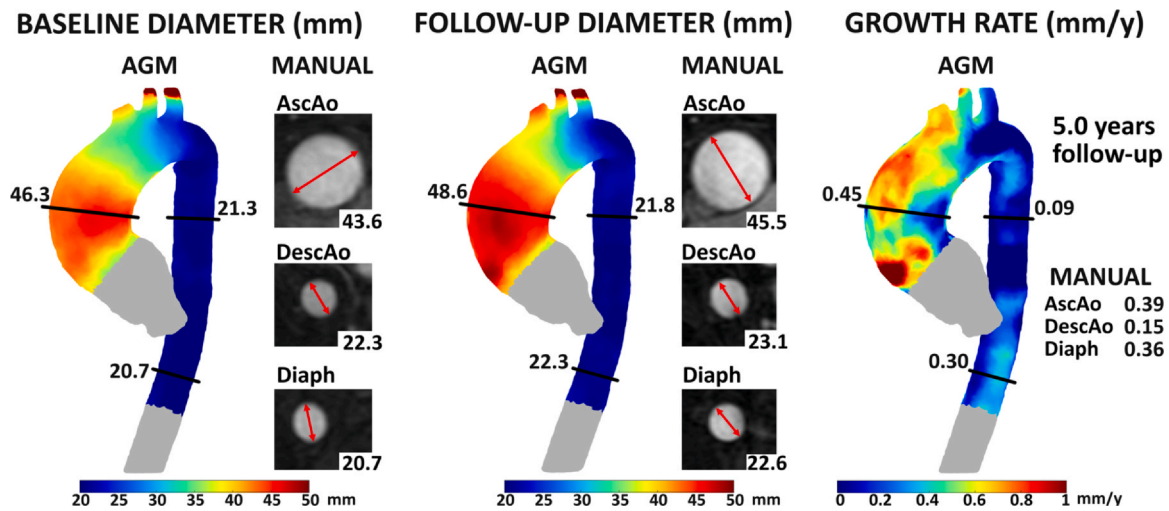 BASELINE DIAMETER (mm)
AGM
MANUAL
AscAo
46.3
21.3
43.6
DescAo
22.3
20.7
Diaph
20.7
20 25 30 35 40 45 50 mm
FOLLOW-UP DIAMETER (mm)
AGM
MANUAL
AscAo
48.6
21.8
45.5
DescAo
23.1
22.3
Diaph
22.6
20 25 30 35 40 45 50 mm
GROWTH RATE (mm/y)
AGM
5.0 years
follow-up
0.45
0.09
MANUAL
AscAo 0.39
DescAo 0.15
Diaph 0.36
0.30
0 0.2 0.4 0.6 0.8 1 mm/y